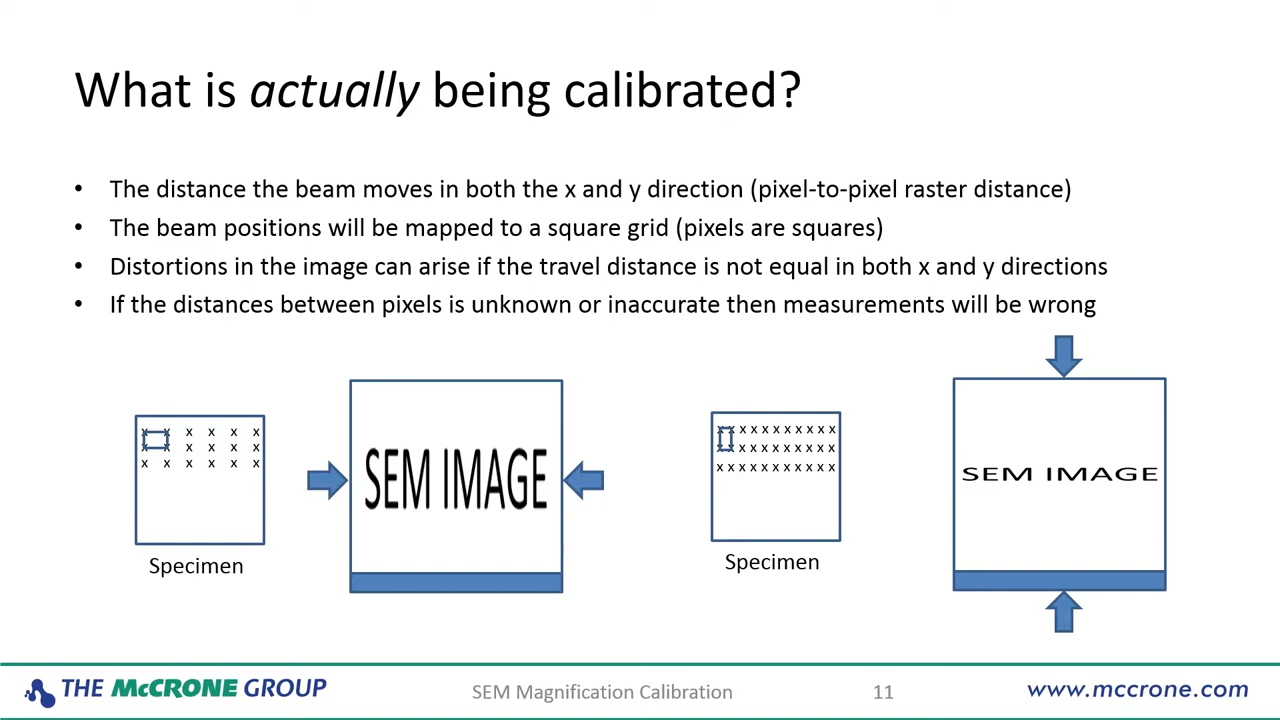 What is actually being calibrated?
• The distance the beam moves in both the x and y direction (pixel-to-pixel raster distance)
• The beam positions will be mapped to a square grid (pixels are squares)
• Distortions in the image can arise if the travel distance is not equal in both x and y directions
• If the distances between pixels is unknown or inaccurate then measurements will be wrong
x x x x x x
x x x x x x
x x x x x x
Specimen
SEM IMAGE
x x x x x x x x x x x
x x x x x x x x x x x
x x x x x x x x x x x
Specimen
SEM IMAGE
THE McCRONE GROUP
SEM Magnification Calibration
11
www.mccrone.com